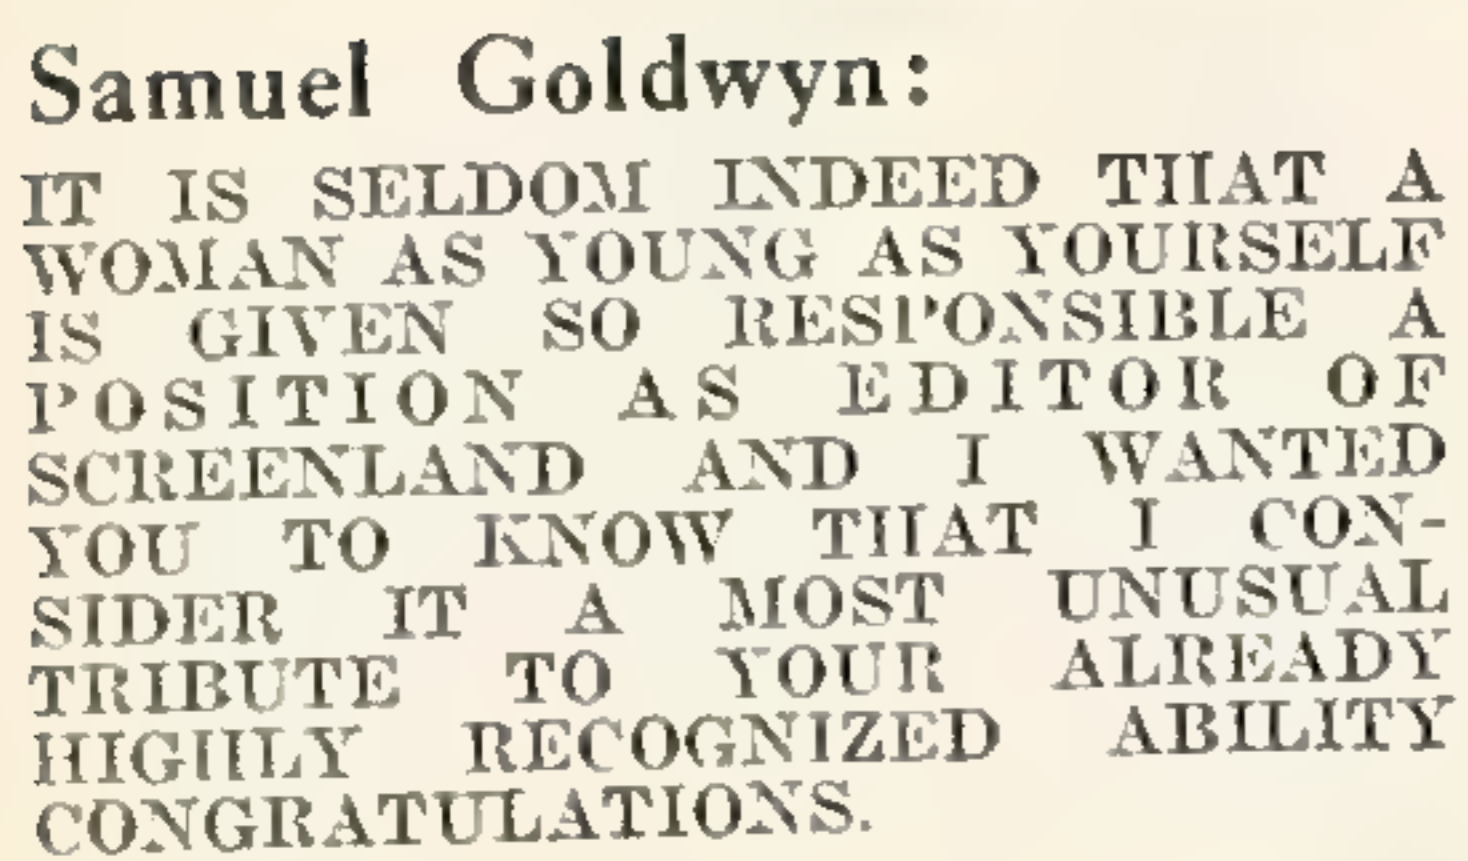 Samuel Goldwyn:
IT IS SELDOM INDEED THAT A
WOMAN AS YOUNG AS YOURSELF
IS GIVEN SO RESPONSIBLE A
POSITION AS EDITOR OF
SCREENLAND AND I WANTED
YOU TO KNOW THAT I CON-
SIDER IT A MOST UNUSUAL
TRIBUTE TO YOUR ALREADY
HIGHLY RECOGNIZED ABILITY
CONGRATULATIONS.